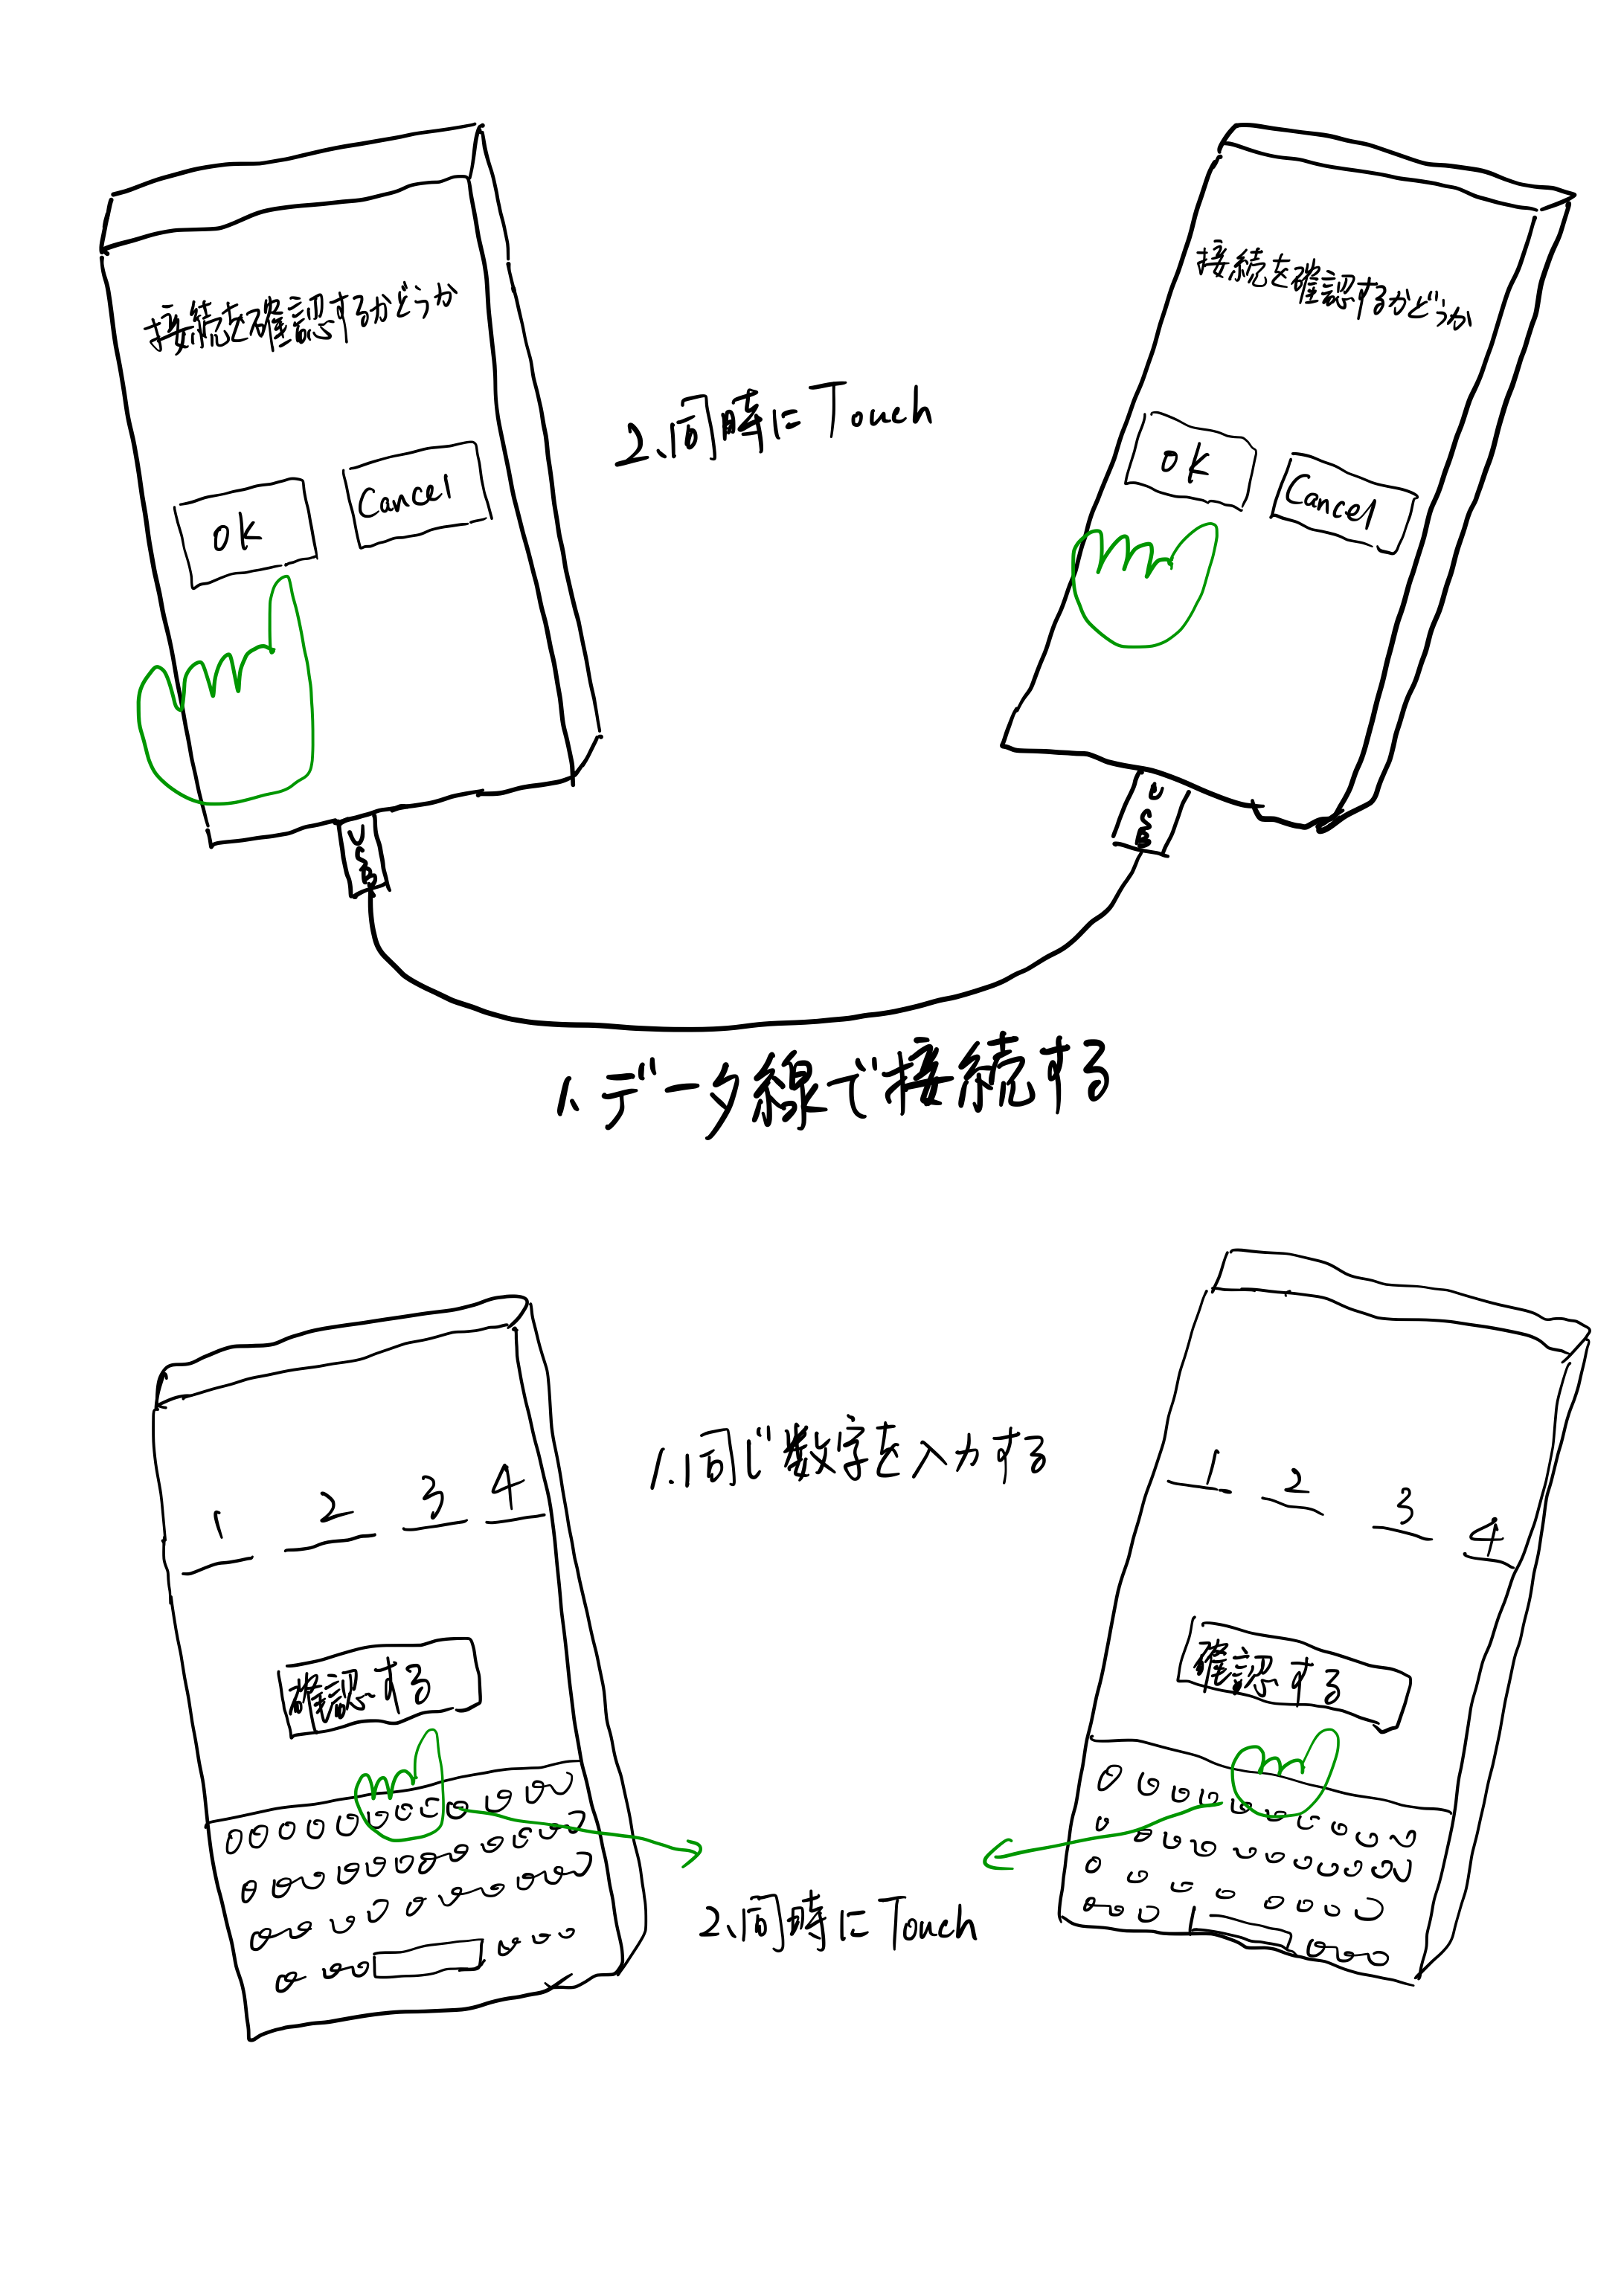 接続を確認するかどうか
OK
Cancel
USB
2、同時にTouch
接続を確認するかどうか
OK
Cancel
USB
1、データ線で接続する
1 2 3 4
確認する
1、同じ数字を入力する
1 2 3 4
確認する
2、同時にTouch